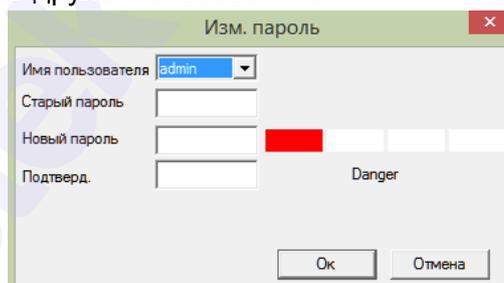 Изм. пароль
Имя пользователя admin
Старый пароль
Новый пароль
Подтверд. Danger
Ок Отмена